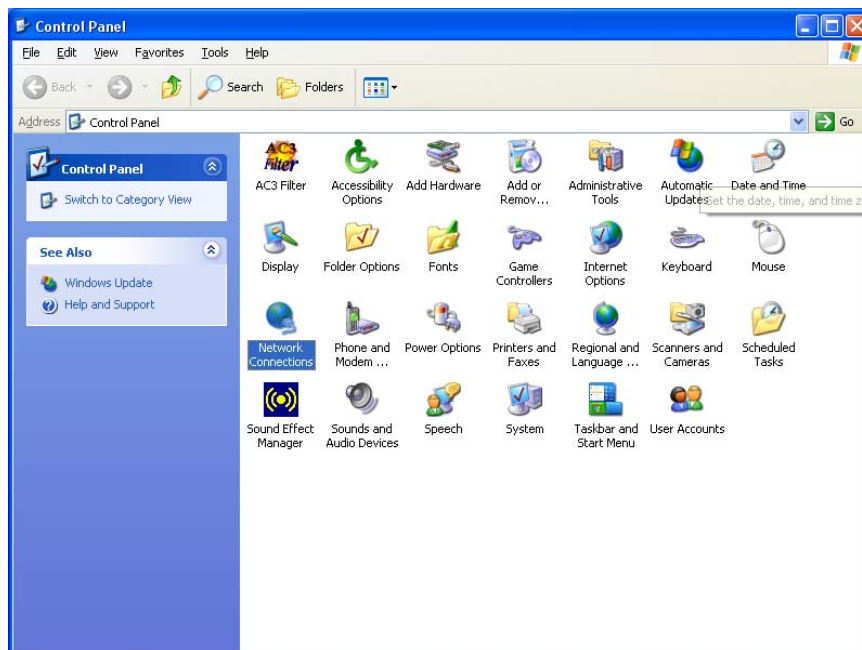 Control Panel
File Edit View Favorites Tools Help
Back Search Folders
Address Control Panel Go
Control Panel
Switch to Category View
See Also
Windows Update
Help and Support
AC3 Filter
AC3 Filter
Accessibility Options
Add Hardware
Add or Remov...
Administrative Tools
Automatic Updates
Date and Time
Set the date, time, and time z
Display
Folder Options
Fonts
Game Controllers
Internet Options
Keyboard
Mouse
Network Connections
Phone and Modem ...
Power Options
Printers and Faxes
Regional and Language ...
Scanners and Cameras
Scheduled Tasks
Sound Effect Manager
Sounds and Audio Devices
Speech
System
Taskbar and Start Menu
User Accounts